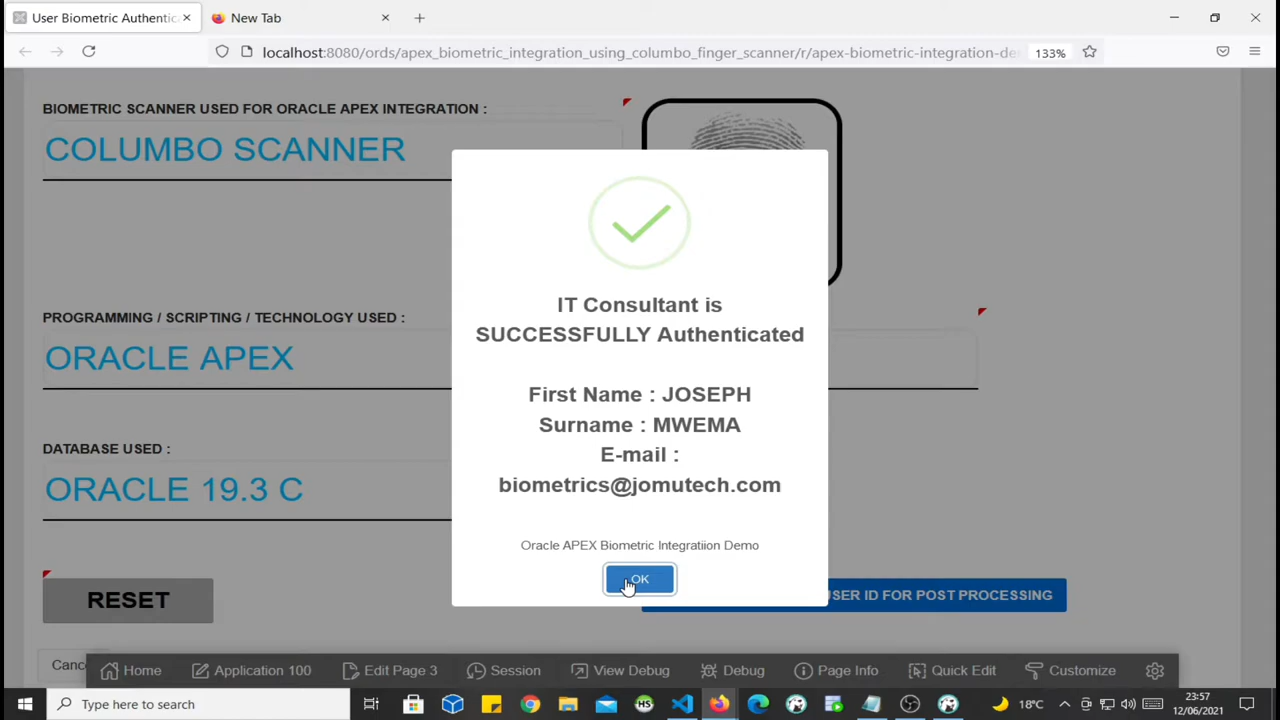 User Biometric Authentic
New Tab
localhost:8080/ords/apex_biometric_integration_using_columbo_finger_scanner/r/apex-biometric-integration-de
133%
BIOMETRIC SCANNER USED FOR ORACLE APEX INTEGRATION :
COLUMBO SCANNER
IT Consultant is
SUCCESSFULLY Authenticated
PROGRAMMING / SCRIPTING / TECHNOLOGY USED :
ORACLE APEX
First Name : JOSEPH
Surname : MWEMA
E-mail :
biometrics@jomutech.com
DATABASE USED :
ORACLE 19.3 C
Oracle APEX Biometric Integratiion Demo
OK
RESET
USER ID FOR POST PROCESSING
Canc
Home
Application 100
Edit Page 3
Session
View Debug
Debug
Page Info
Quick Edit
Customize
Type here to search
HS
18°C
23:57
12/06/2021